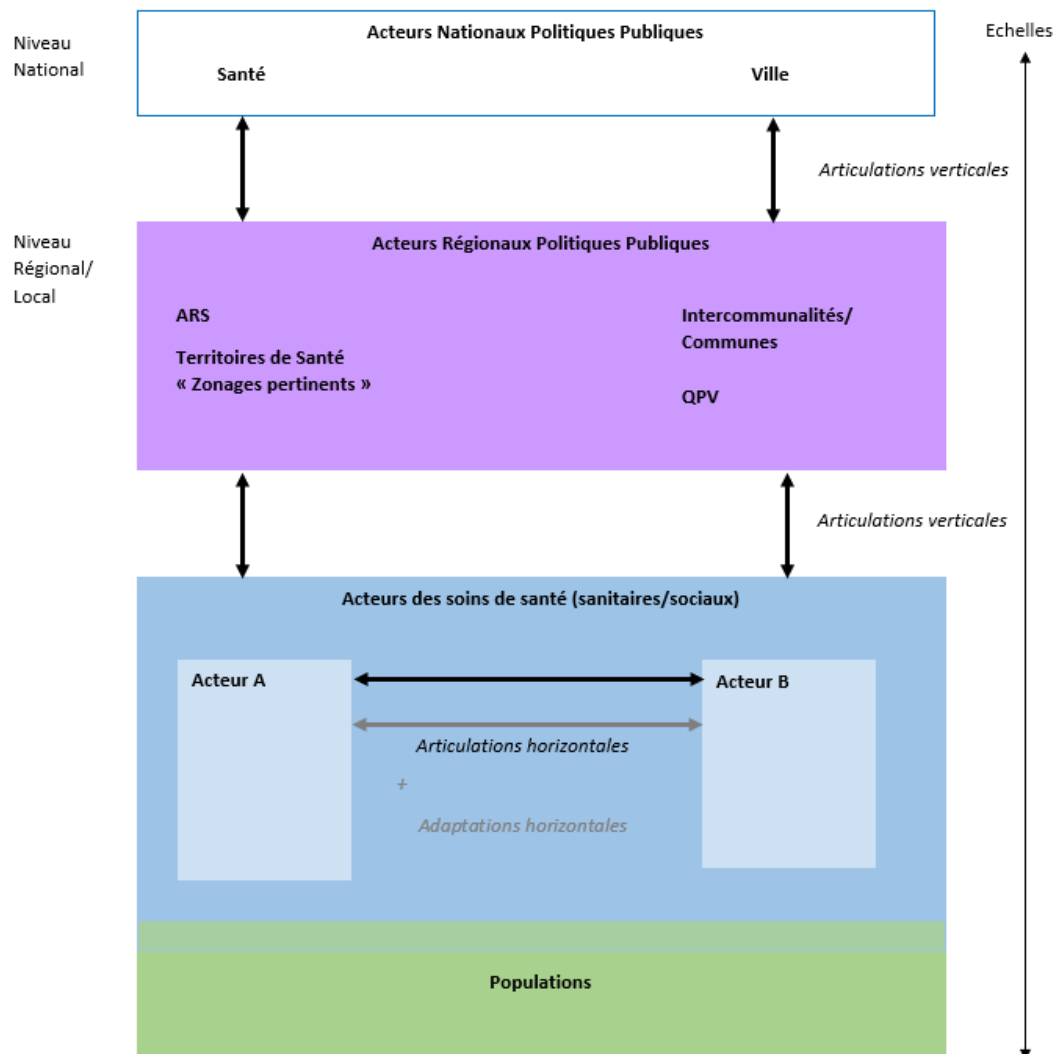 Niveau
National
Acteurs Nationaux Politiques Publiques
Santé
Ville
Echelles
Articulations verticales
Niveau
Régional/
Local
Acteurs Régionaux Politiques Publiques
ARS
Territoires de Santé
« Zonages pertinents »
Intercommunalités/
Communes
QPV
Articulations verticales
Acteurs des soins de santé (sanitaires/sociaux)
Acteur A
Acteur B
Articulations horizontales
+
Adaptations horizontales
Populations